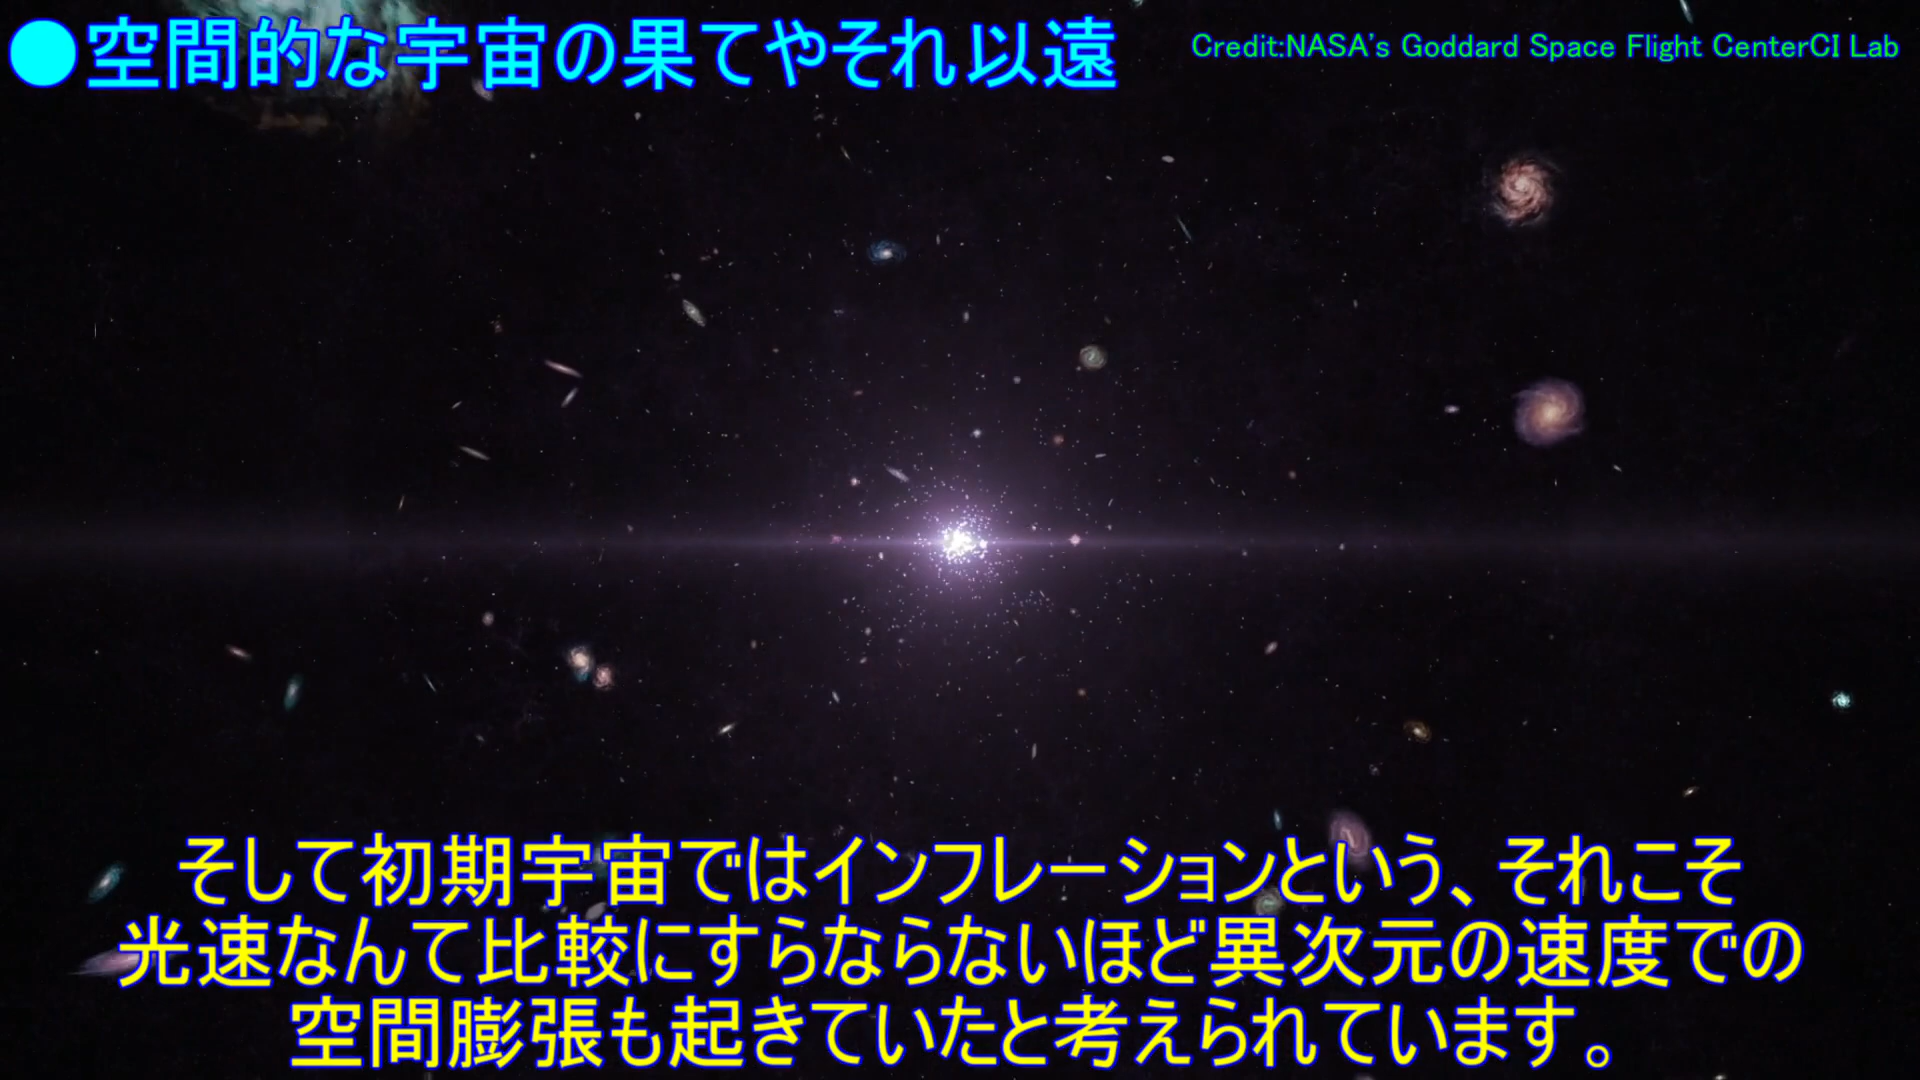 ●空間的な宇宙の果てやそれ以遠
Credit:NASA's Goddard Space Flight CenterCI Lab
そして初期宇宙ではインフレーションという、それこそ
光速なんて比較にすらならないほど異次元の速度での
空間膨張も起きていたと考えられています。